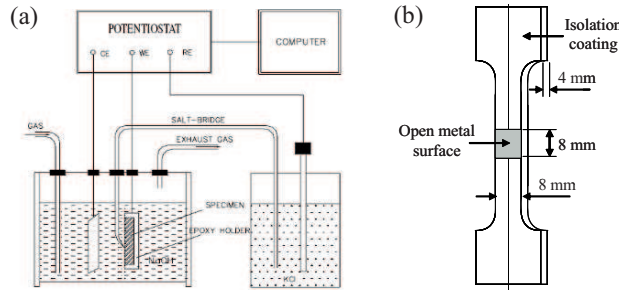 (a)
POTENTIOSTAT
CE
WE
RE
COMPUTER
GAS
SALT-BRIDGE
EXHAUST GAS
SPECIMEN
EPOXY HOLDER
KCl
(b)
Isolation
coating
4 mm
Open metal
surface
8 mm
8 mm